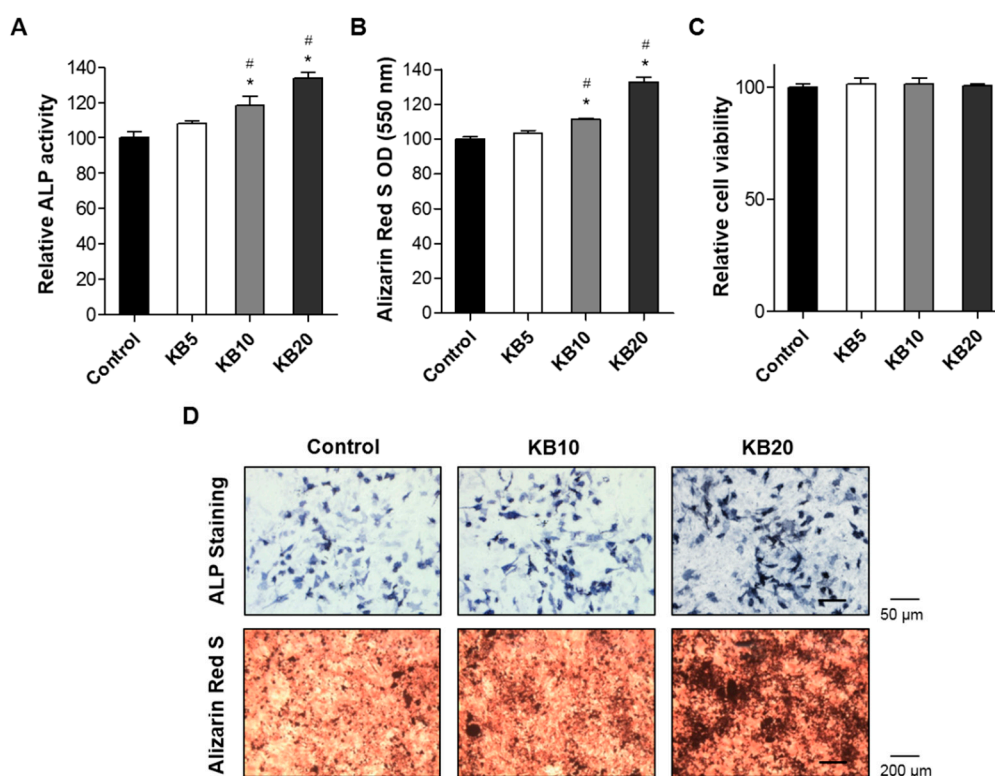 A
Relative ALP activity
140
120
100
80
60
40
20
0
#
*
#
*
Control
KB5
KB10
KB20
B
Alizarin Red S OD (550 nm)
140
120
100
80
60
40
20
0
#
*
#
*
Control
KB5
KB10
KB20
C
Relative cell viability
100
50
0
Control
KB5
KB10
KB20
D
Control
KB10
KB20
ALP Staining
50 µm
Alizarin Red S
200 µm